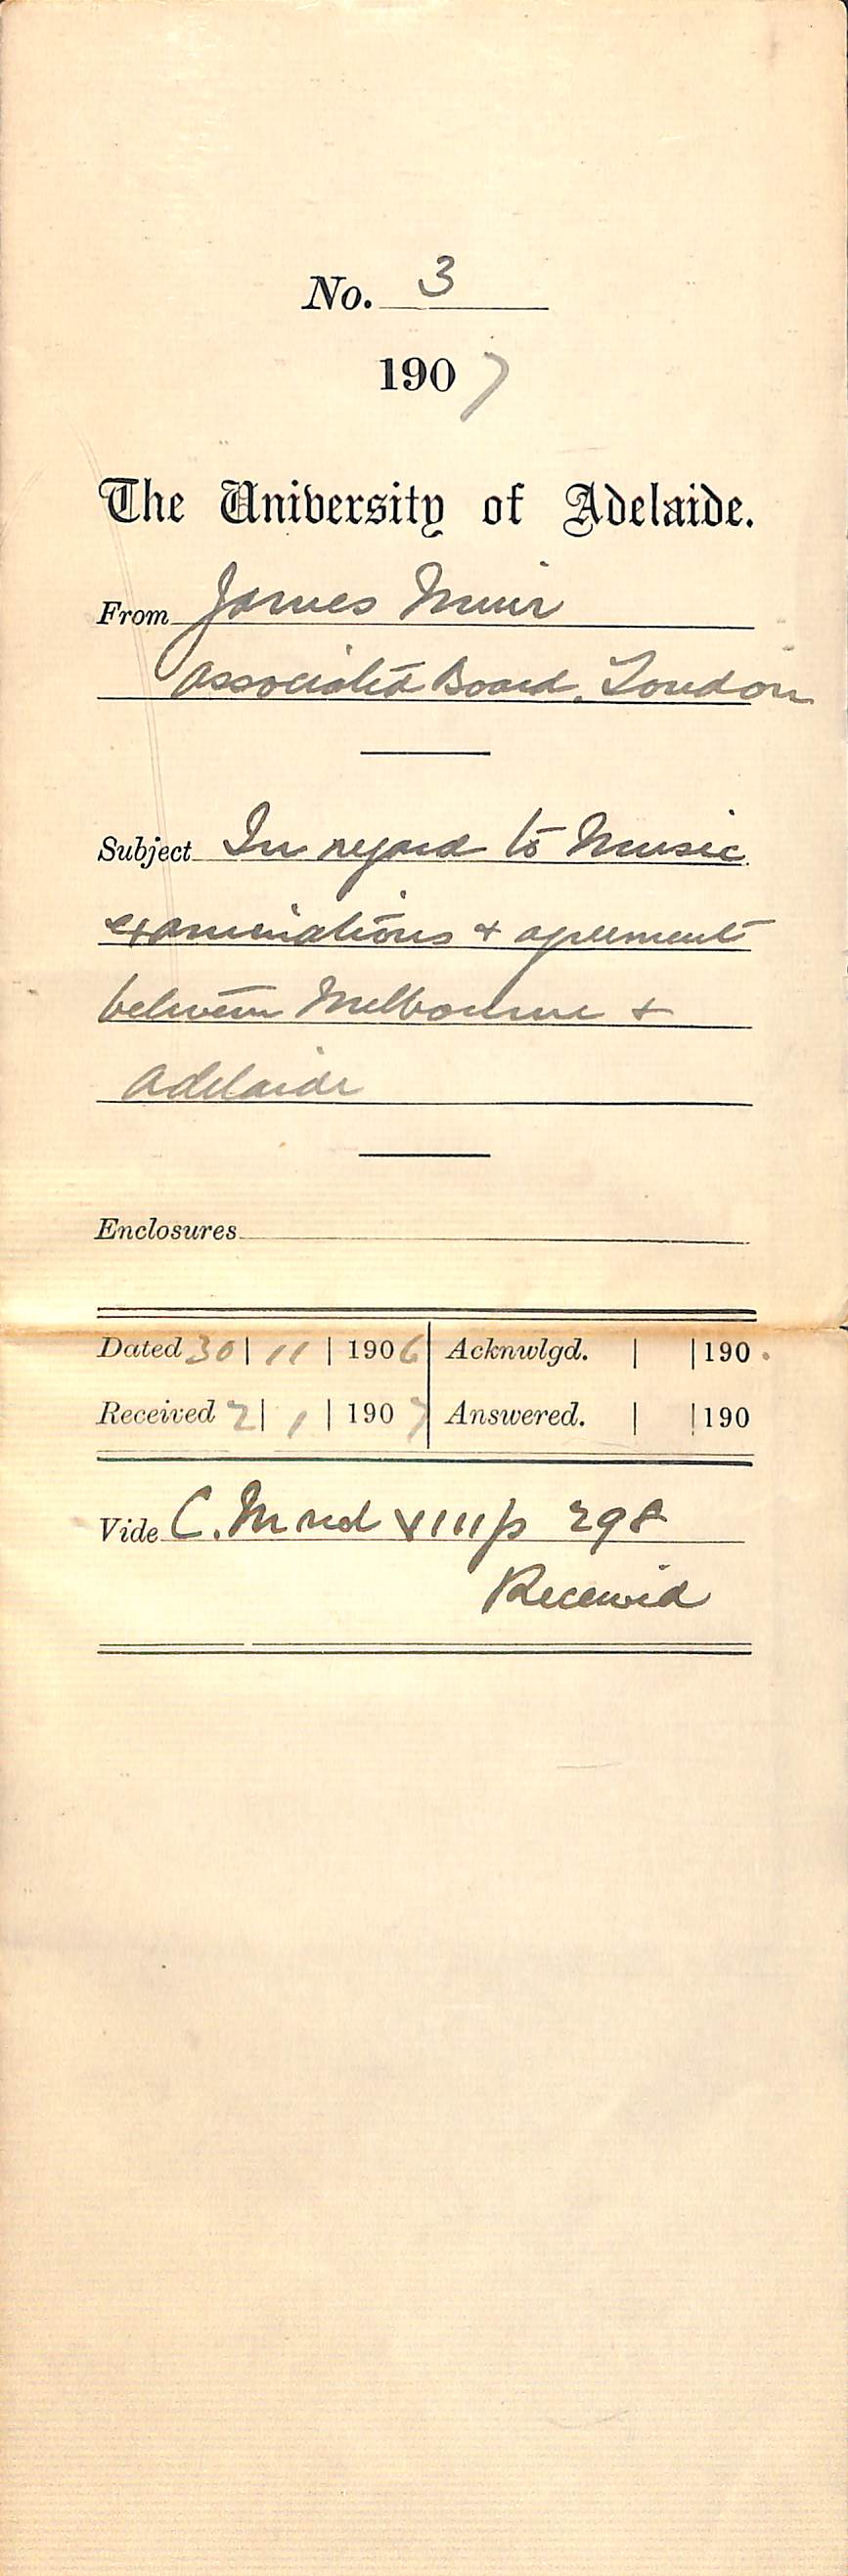 No. 3
1907
The University of Adelaide.
From James Muir
Associated Board, London
Subject In regard to Music
examinations & agreement
between Melbourne &
Adelaide
Enclosures
Dated 30 | 11 | 1906 Acknwlgd. | | 190
Received 2 | 1 | 1907 Answered. | | 190
Vide C. M vol VIII p 298
Received